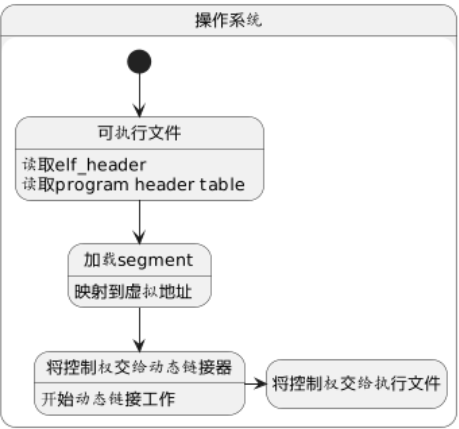 操作系统
可执行文件
读取elf_header
读取program header table
加载segment
映射到虚拟地址
将控制权交给动态链接器
开始动态链接工作
将控制权交给执行文件